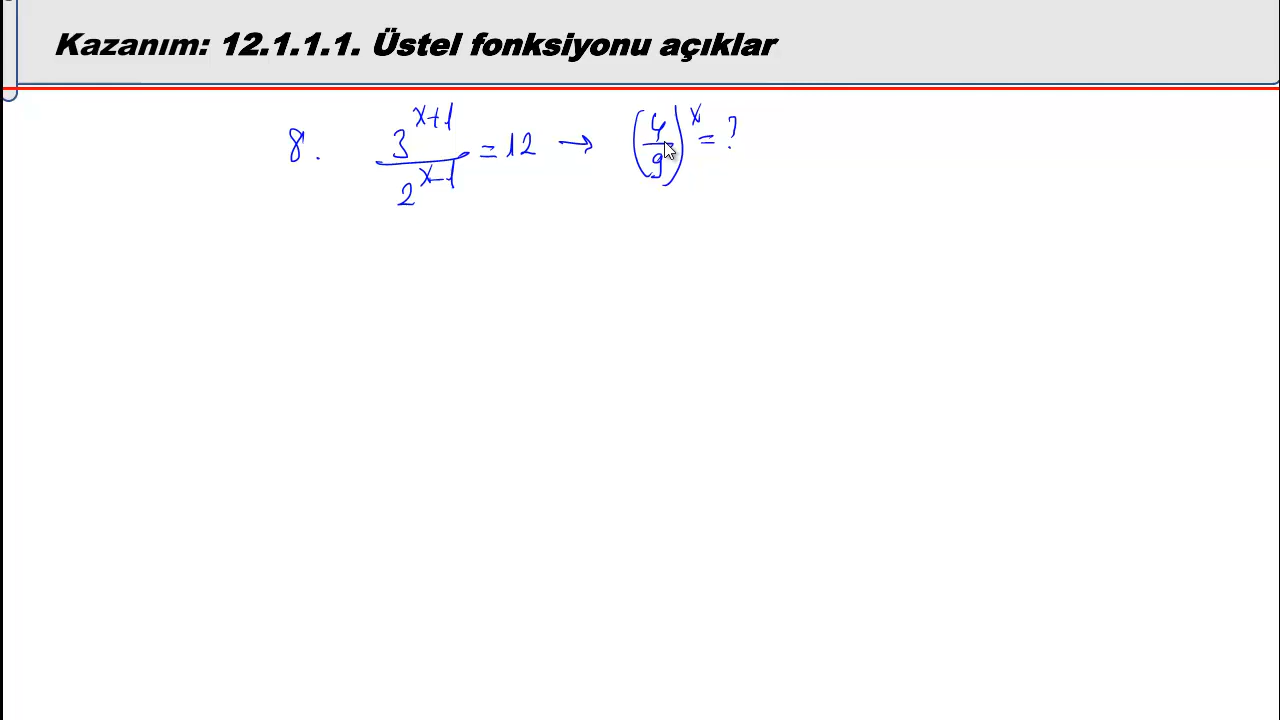 Kazanım: 12.1.1.1. Üstel fonksiyonu açıklar
8. 3^{x+1} / 2^{x-1} = 12 → (4/9)^x = ?